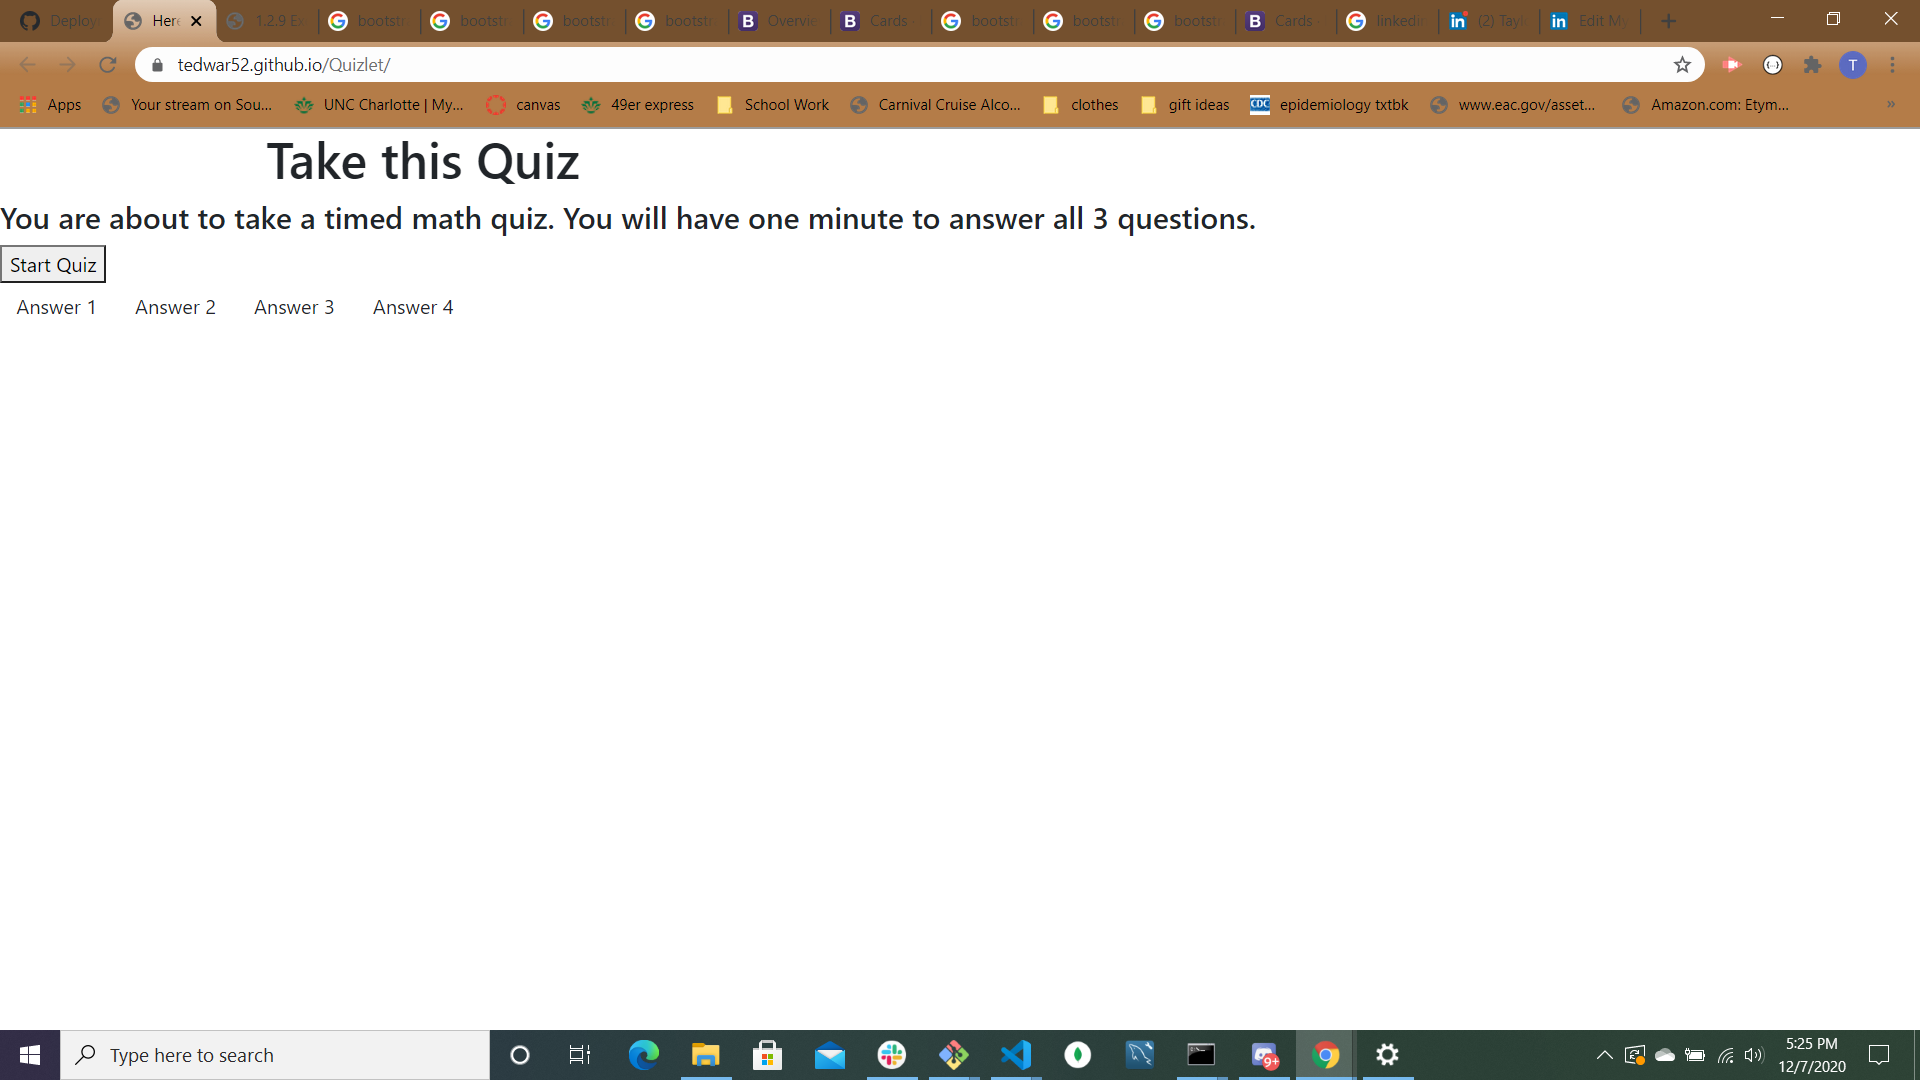 Deploy Here 1.2.9 Ex bootstr bootstr bootstr bootstr Overvie Cards bootstr bootstr bootstr Cards linkedin (2) Tayl Edit My
tedwar52.github.io/Quizlet/
T
Apps Your stream on Sou... UNC Charlotte | My... canvas 49er express School Work Carnival Cruise Alco... clothes gift ideas CDC epidemiology txtbk www.eac.gov/asset... Amazon.com: Etym... »
Take this Quiz
You are about to take a timed math quiz. You will have one minute to answer all 3 questions.
Start Quiz
Answer 1 Answer 2 Answer 3 Answer 4
Type here to search
9+
5:25 PM
12/7/2020